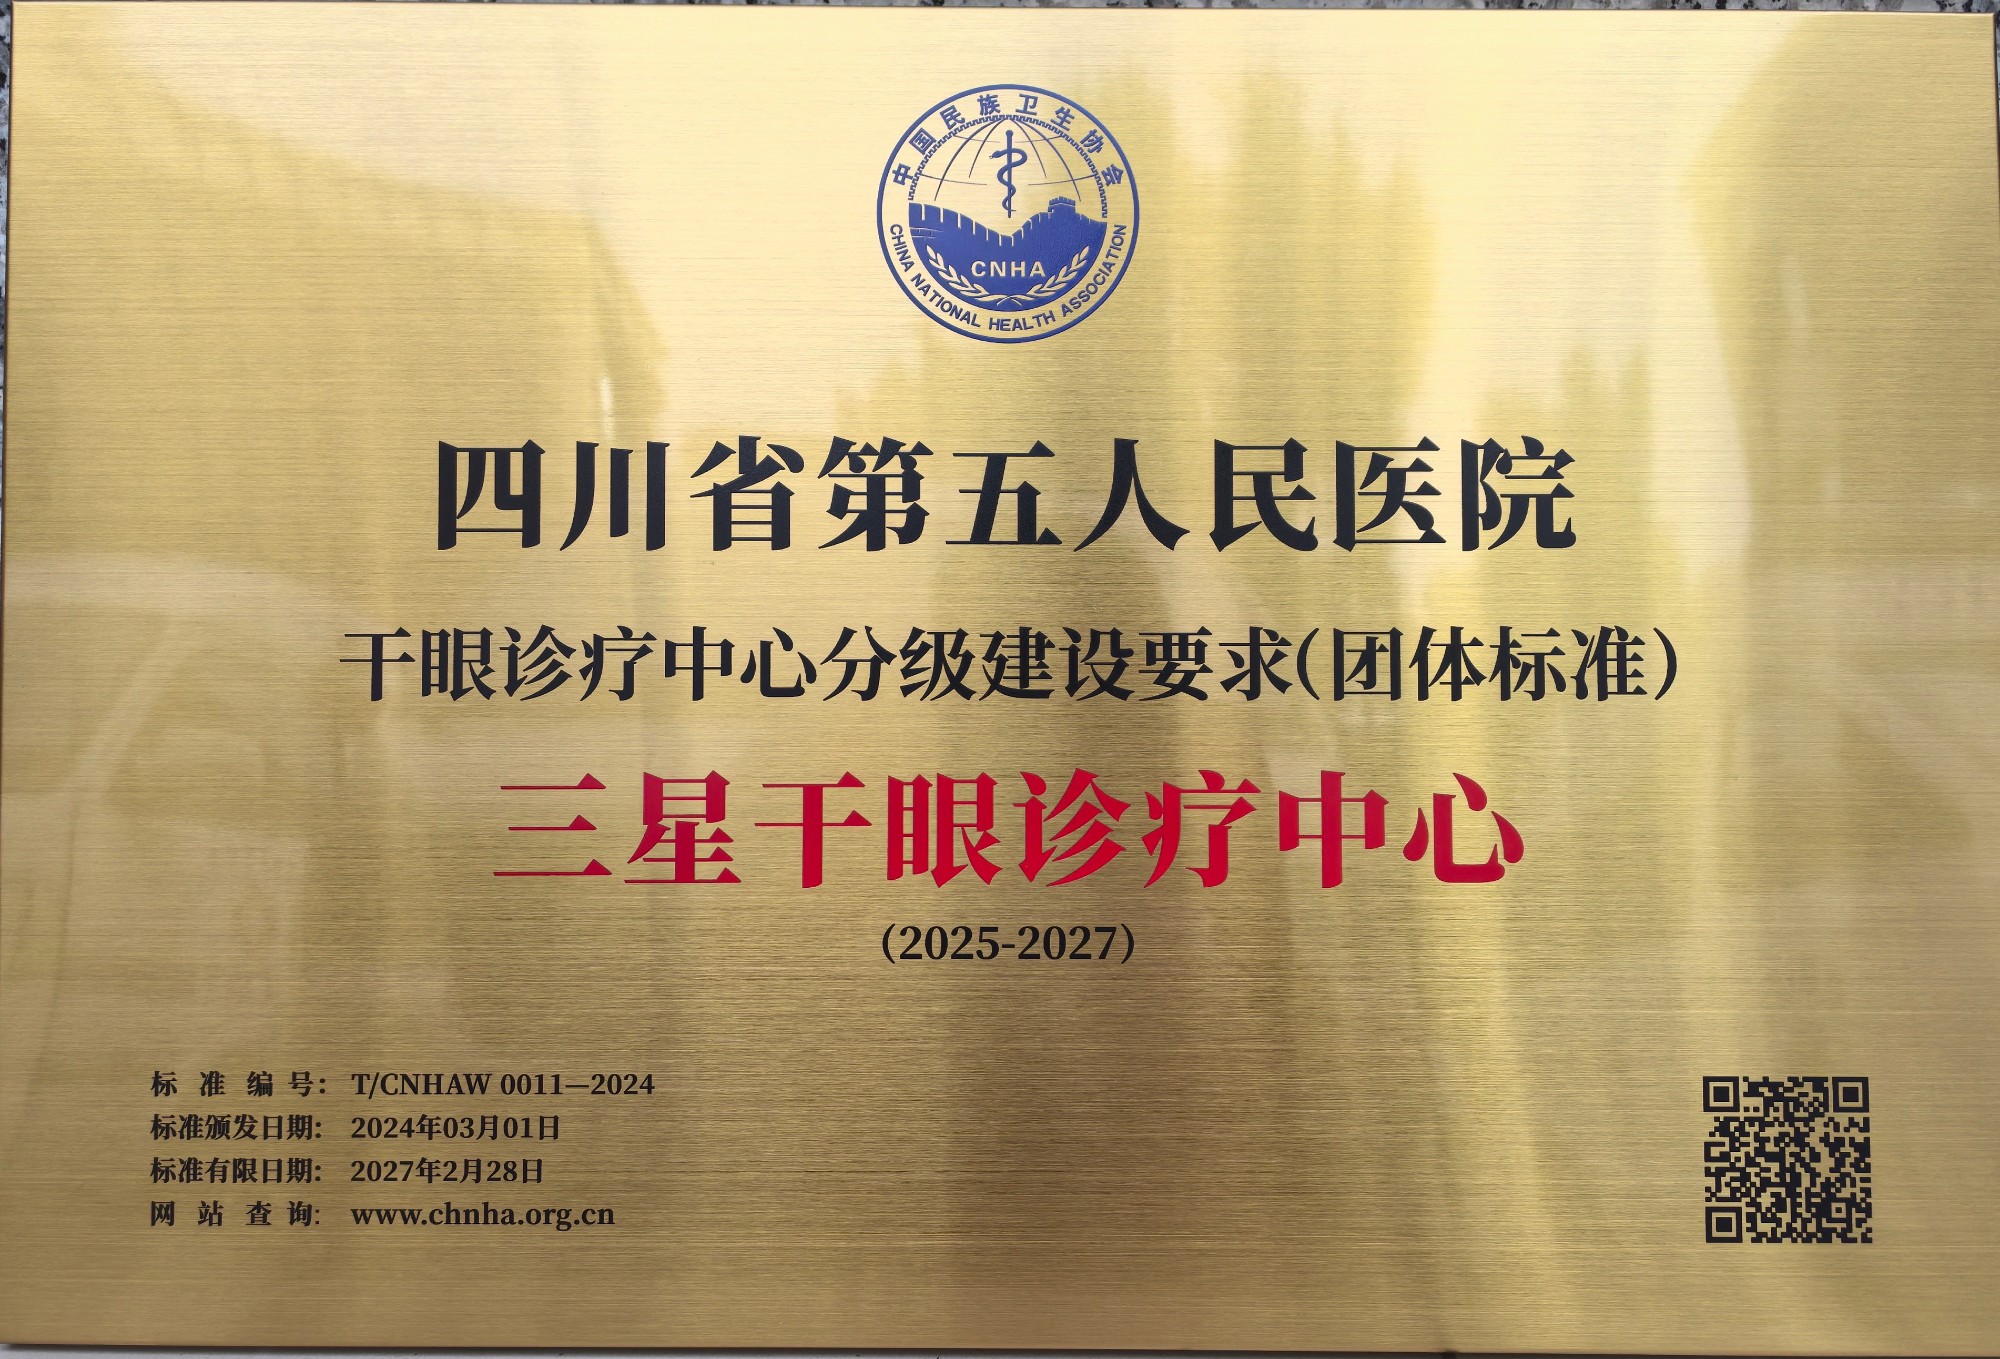 中国民族卫生协会
CNHA
CHINA NATIONAL HEALTH ASSOCIATION
四川省第五人民医院
干眼诊疗中心分级建设要求(团体标准)
三星干眼诊疗中心
(2025-2027)
标准编号: T/CNHAW 0011—2024
标准颁发日期: 2024年03月01日
标准有限日期: 2027年2月28日
网站查询: www.chnha.org.cn